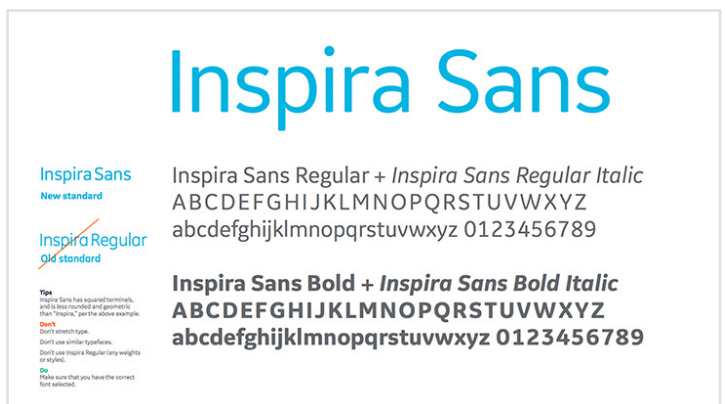 Inspira Sans
Inspira Sans
New standard
Inspira Regular
Old standard
Tips
Inspira Sans has squared terminals,
and is less rounded and geometric
than "inspira," per the above example.
Don't
Don't stretch type.
Don't use similar typefaces.
Don't use Inspira Regular (any weights
or styles).
Do
Make sure that you have the correct
font selected.
Inspira Sans Regular + Inspira Sans Regular Italic
ABCDEFGHIJKLMNOPQRSTUVWXYZ
abcdefghijklmnopqrstuvwxyz 0123456789
Inspira Sans Bold + Inspira Sans Bold Italic
ABCDEFGHIJKLMNOPQRSTUVWXYZ
abcdefghijklmnopqrstuvwxyz 0123456789